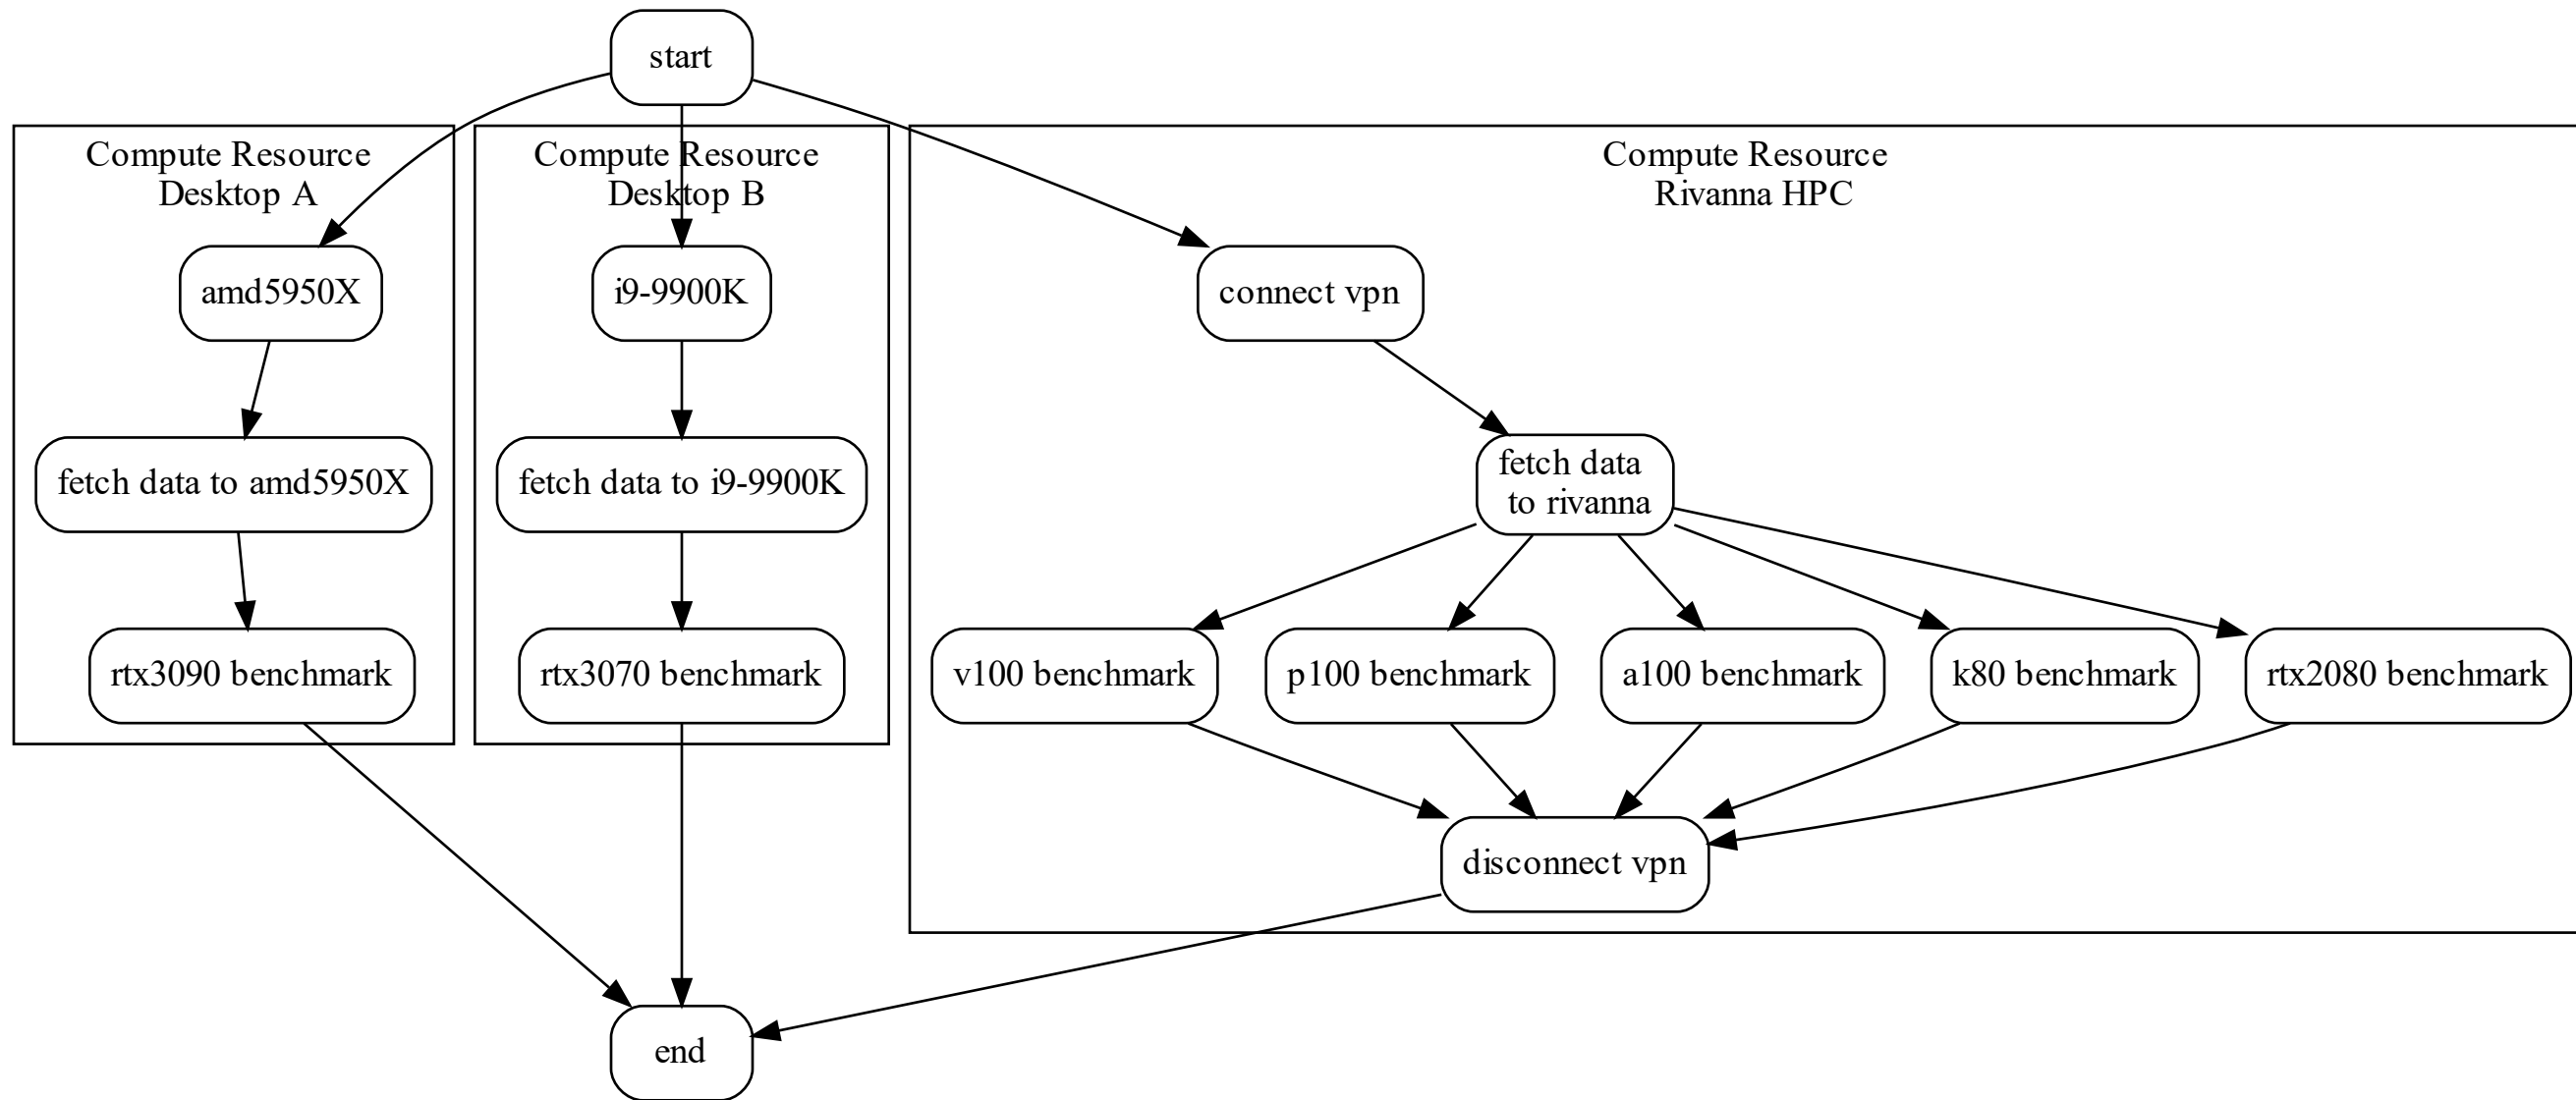 start
Compute Resource
Desktop A
amd5950X
fetch data to amd5950X
rtx3090 benchmark
Compute Resource
Desktop B
i9-9900K
fetch data to i9-9900K
rtx3070 benchmark
Compute Resource
Rivanna HPC
connect vpn
fetch data
to rivanna
v100 benchmark
p100 benchmark
a100 benchmark
k80 benchmark
rtx2080 benchmark
disconnect vpn
end